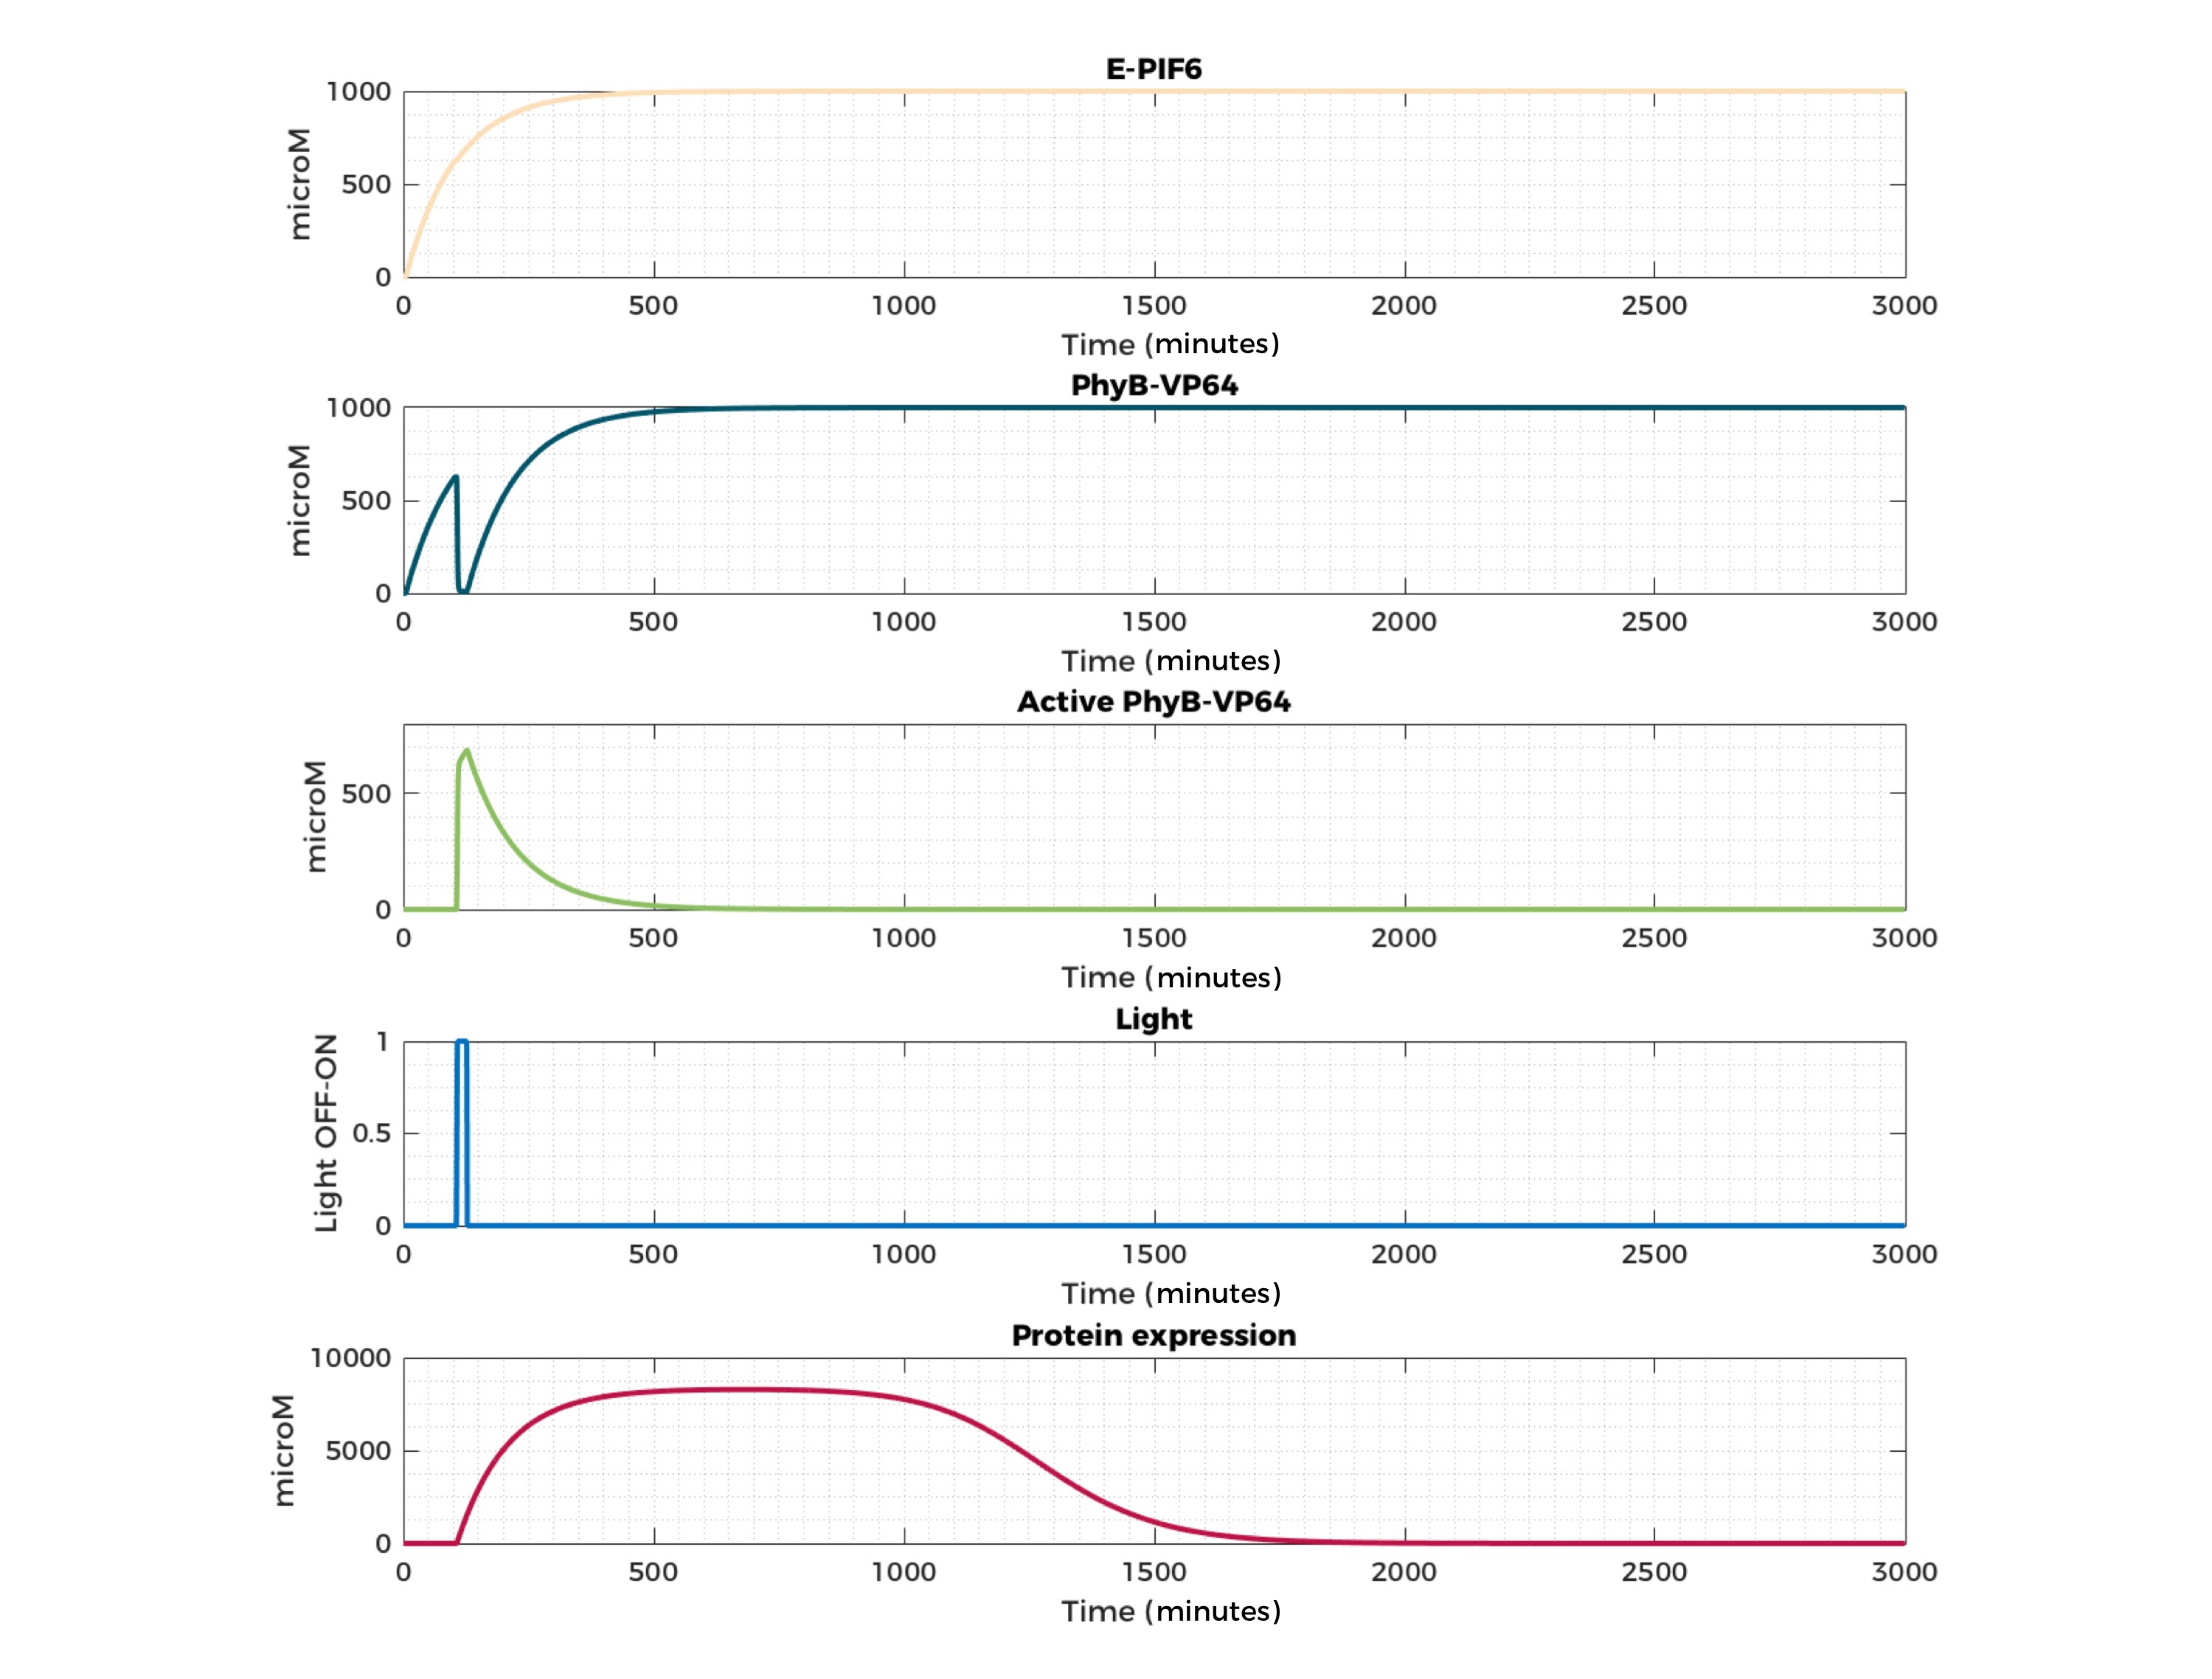 E-PIF6
1000
500
0
microM
0 500 1000 1500 2000 2500 3000
Time (minutes)
PhyB-VP64
1000
500
0
microM
0 500 1000 1500 2000 2500 3000
Time (minutes)
Active PhyB-VP64
500
0
microM
0 500 1000 1500 2000 2500 3000
Time (minutes)
Light
1
0.5
0
Light OFF-ON
0 500 1000 1500 2000 2500 3000
Time (minutes)
Protein expression
10000
5000
0
microM
0 500 1000 1500 2000 2500 3000
Time (minutes)